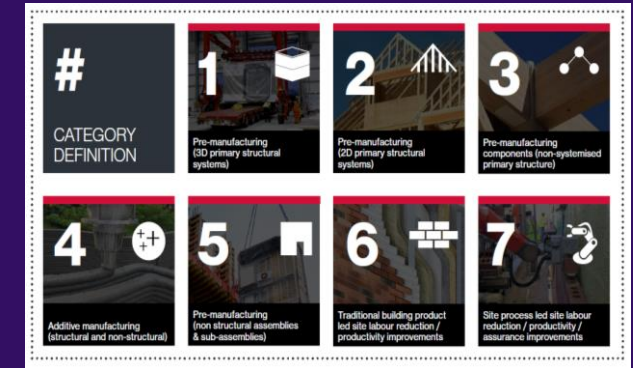 #
CATEGORY
DEFINITION
1
Pre-manufacturing
(3D primary structural
systems)
2
Pre-manufacturing
(2D primary structural
systems)
3
Pre-manufacturing
components (non-systemised
primary structure)
4
Additive manufacturing
(structural and non-structural)
5
Pre-manufacturing
(non structural assemblies
& sub-assemblies)
6
Traditional building product
led site labour reduction /
productivity improvements
7
Site process led site labour
reduction / productivity /
assurance improvements